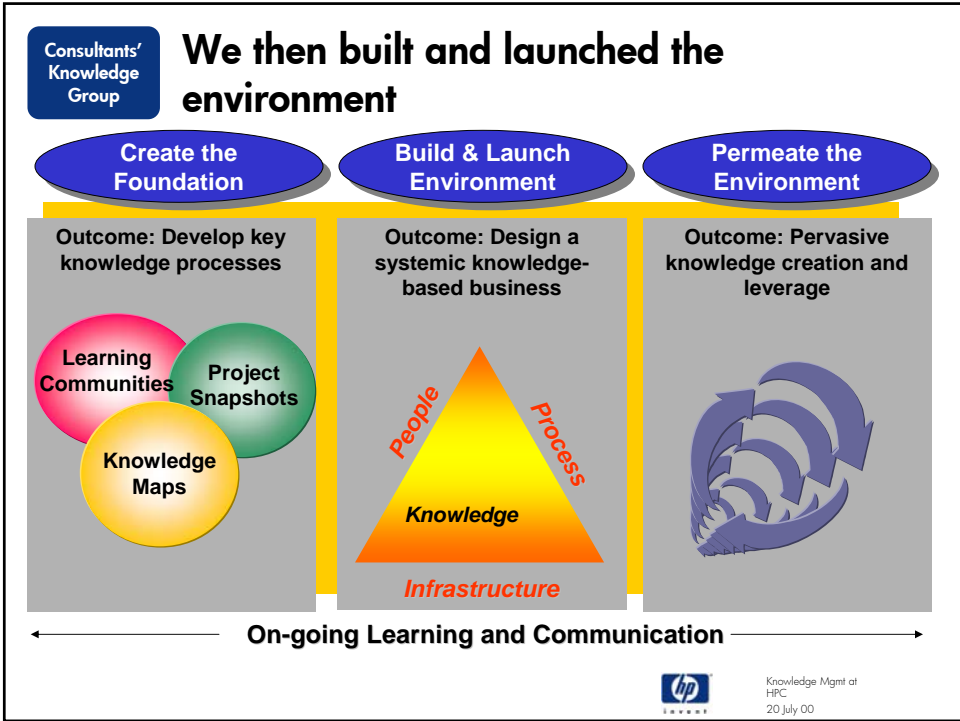 Consultants'
Knowledge
Group
We then built and launched the
environment
Create the
Foundation
Build & Launch
Environment
Permeate the
Environment
Outcome: Develop key
knowledge processes
Learning
Communities
Project
Snapshots
Knowledge
Maps
Outcome: Design a
systemic knowledge-
based business
People
Process
Knowledge
Infrastructure
Outcome: Pervasive
knowledge creation and
leverage
On-going Learning and Communication
hp
invent
Knowledge Mgmt at
HPC
20 July 00